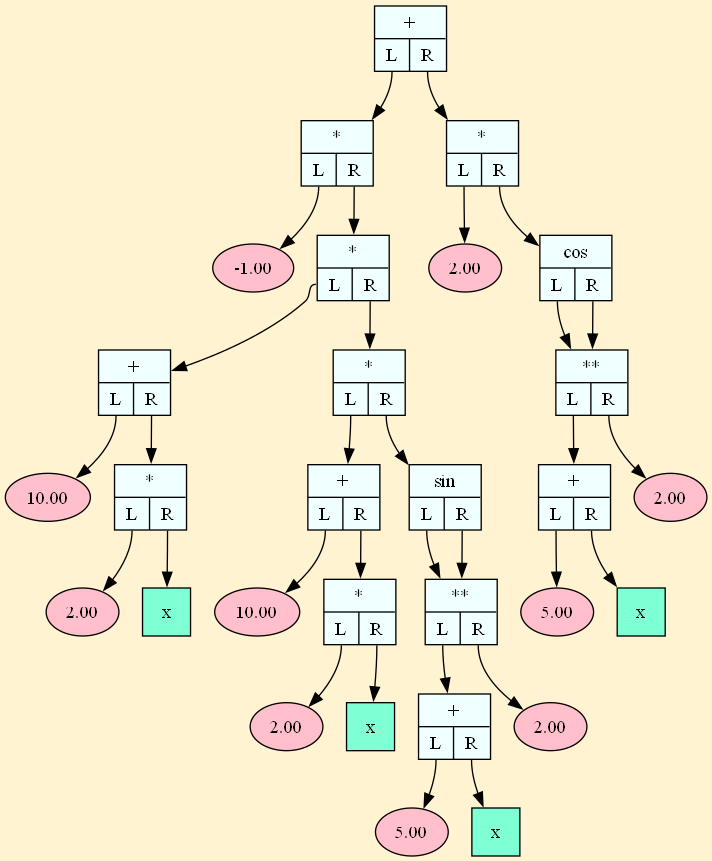 +
L R
* *
L R L R
-1.00 * 2.00 cos
L R L R
+ * **
L R L R L R
10.00 * + sin + 2.00
L R L R L R L R
2.00 x 10.00 * ** 5.00 x
L R L R
2.00 x + 2.00
L R
5.00 x